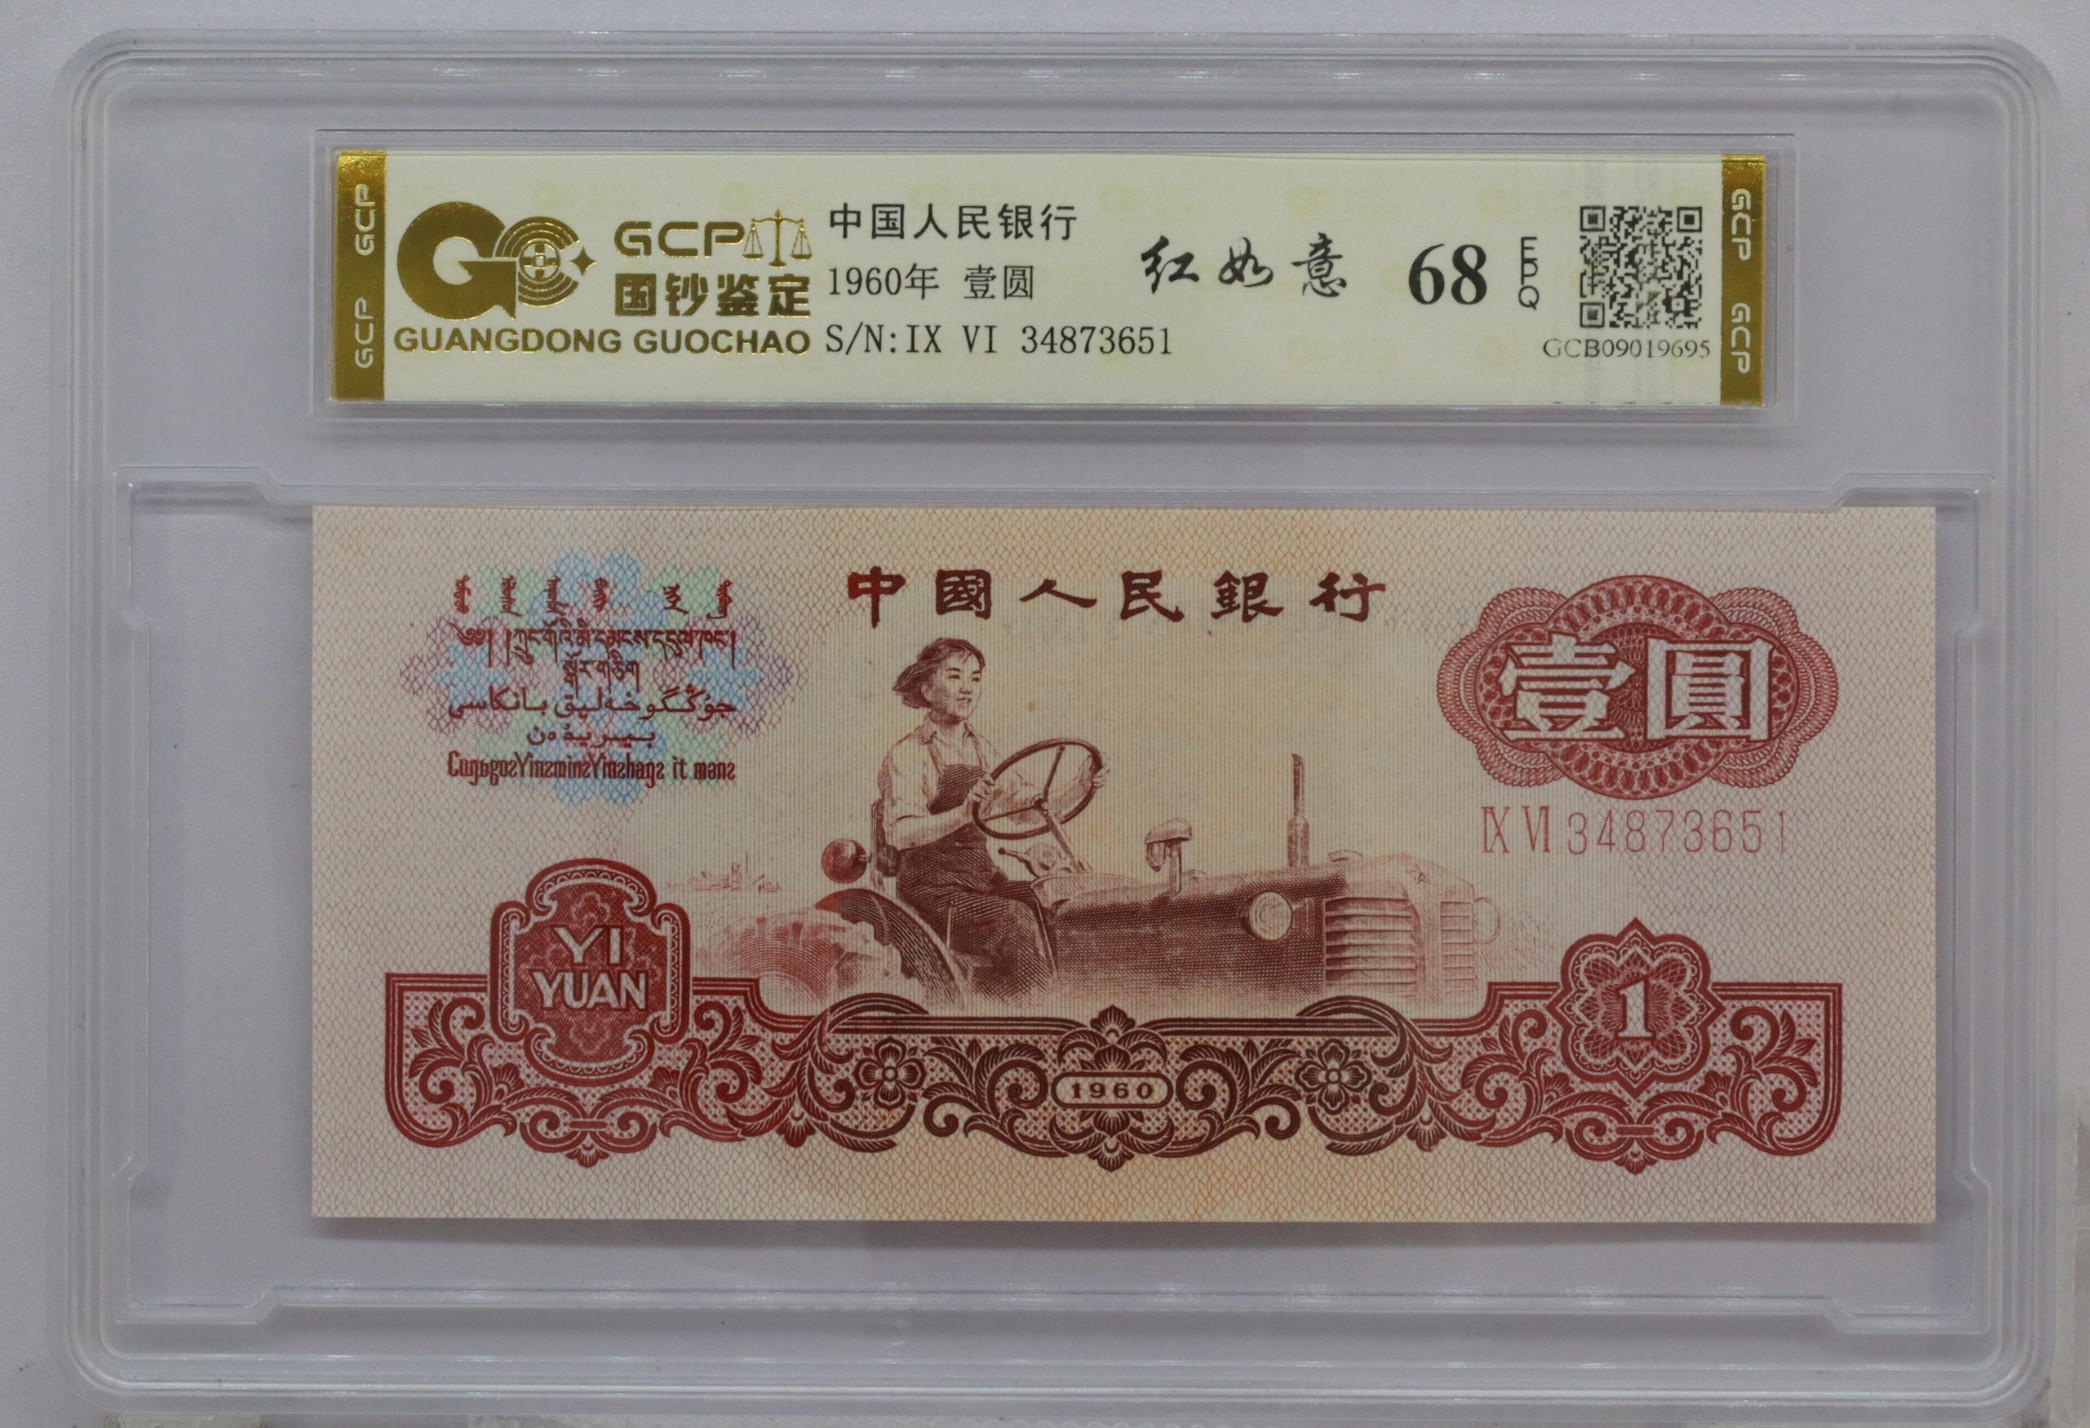 GCP
GCP
GCP
国钞鉴定
GUANGDONG GUOCHAO
中国人民银行
1960年 壹圆
S/N:IX VI 34873651
红如意
68
EPQ
GCB09019695
GCP
GCP
中國人民銀行
壹圓
IX VI 34873651
YI
YUAN
1
1960